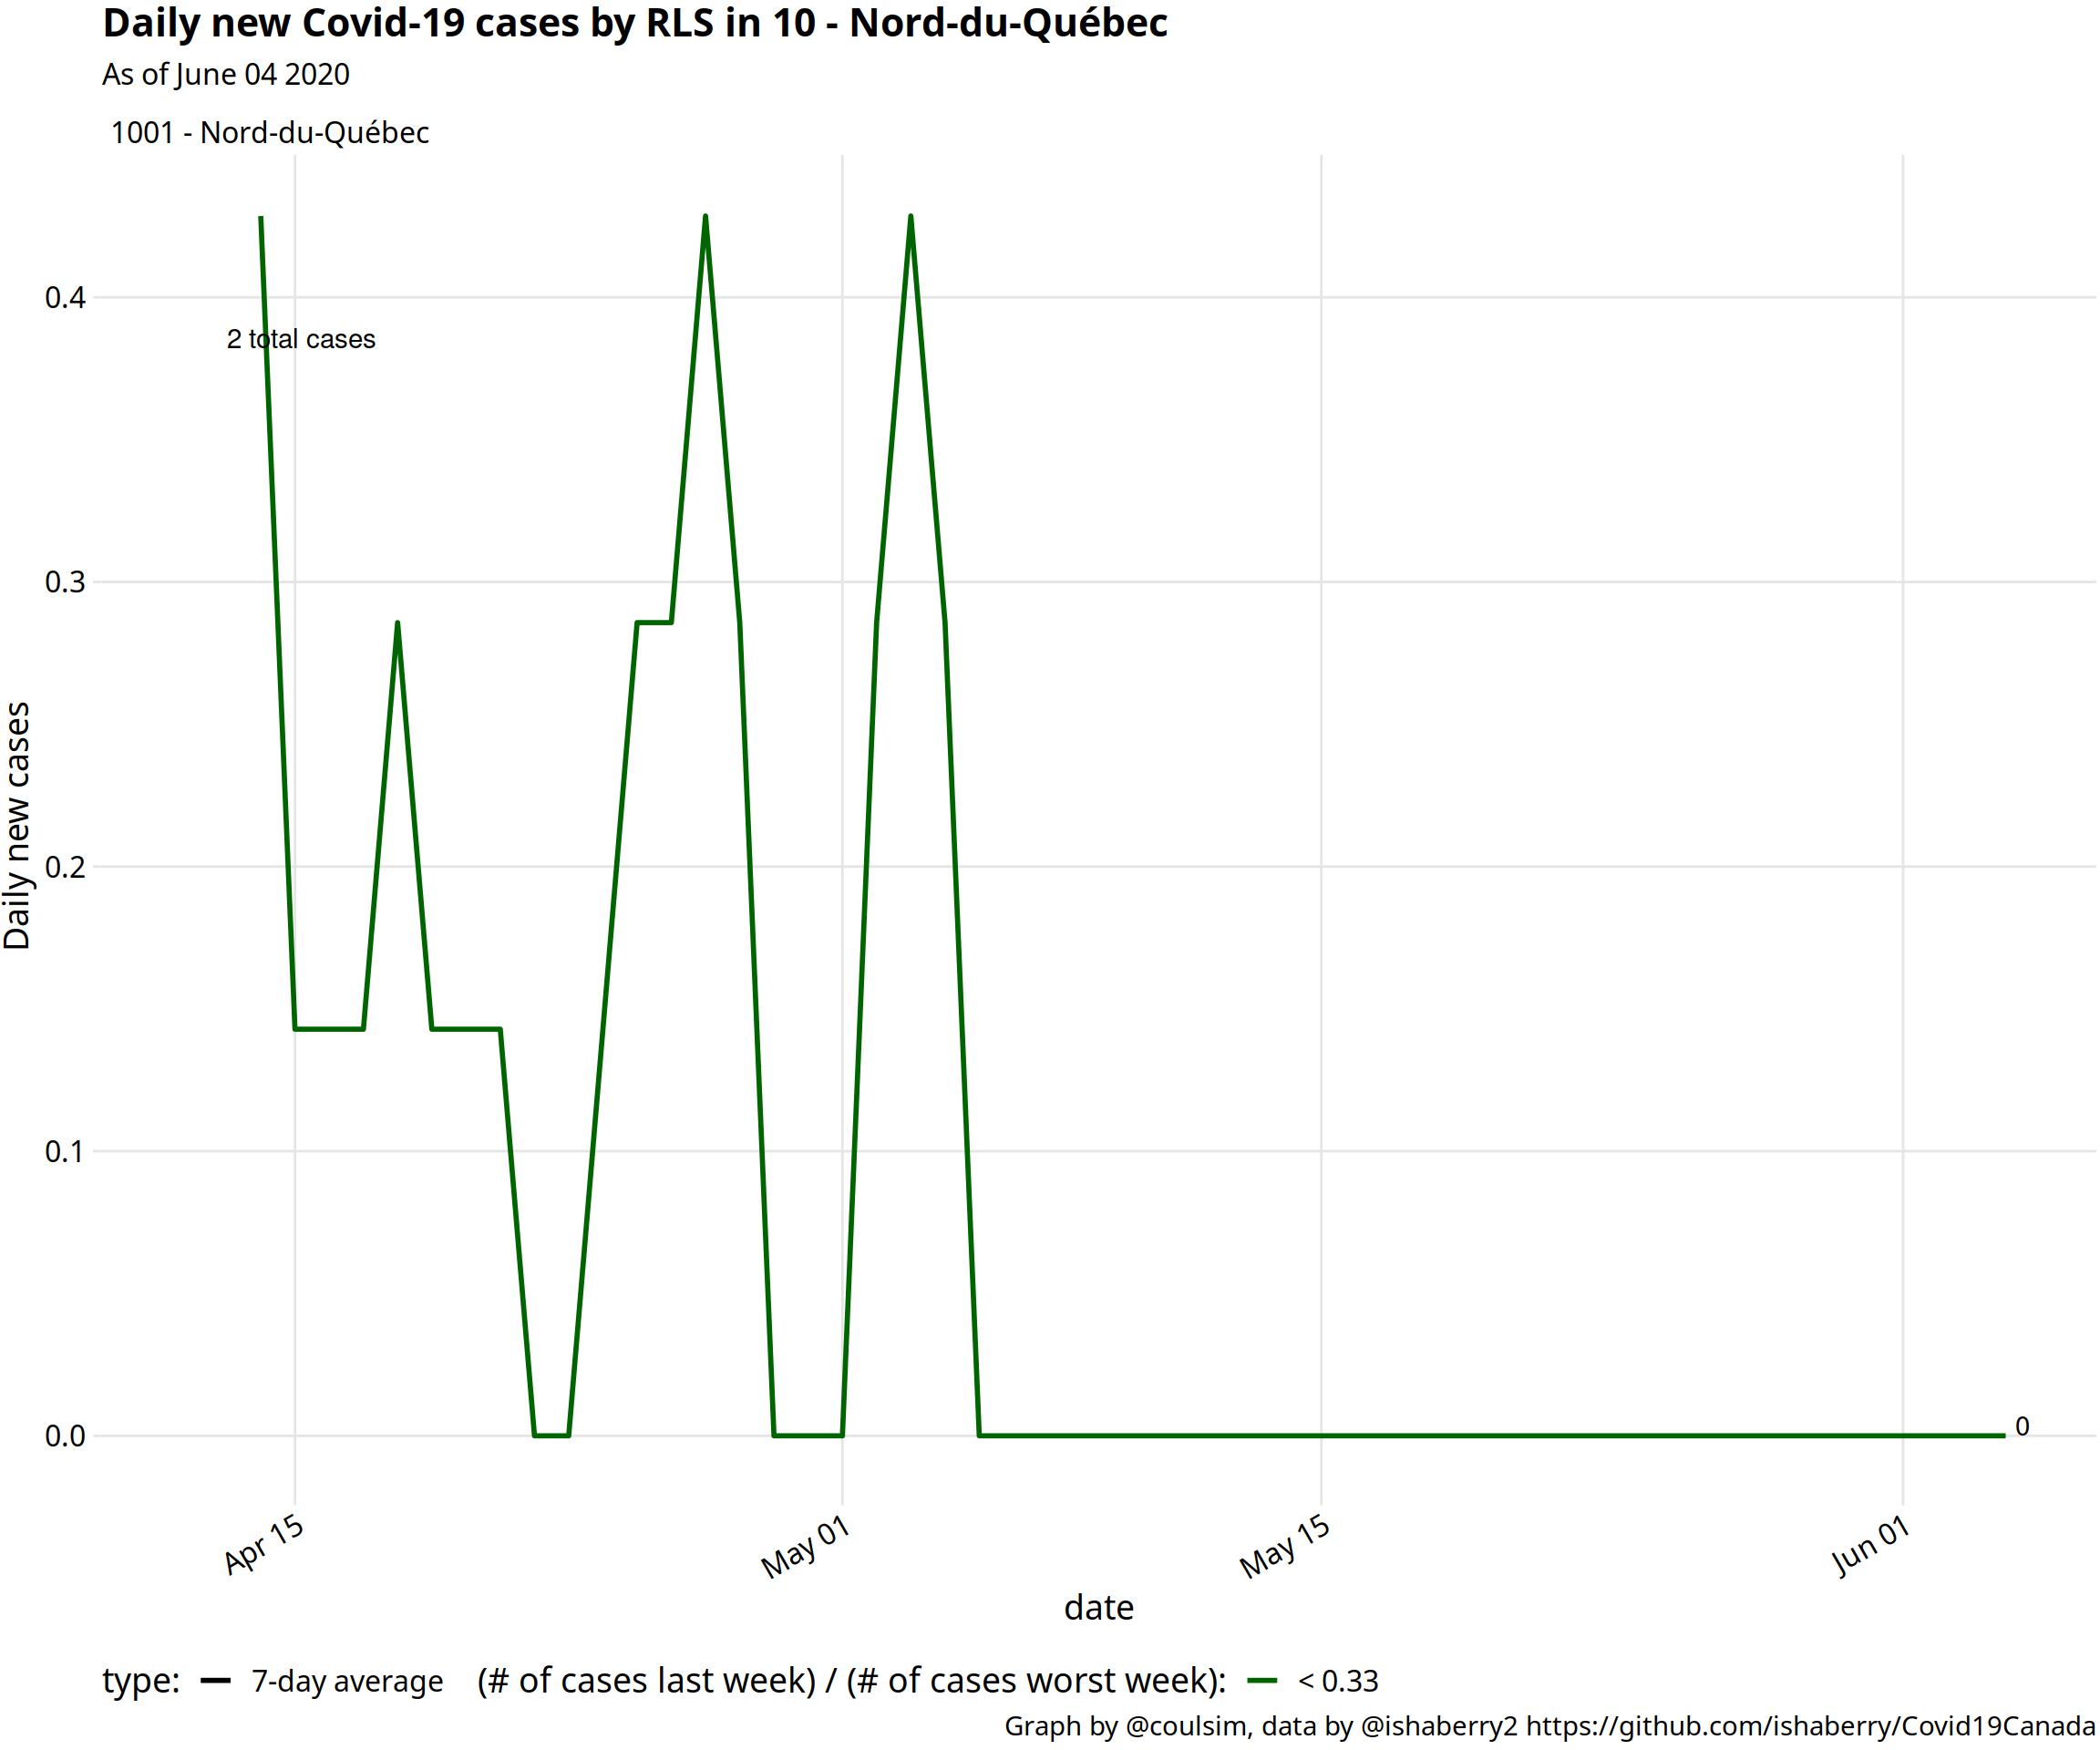 Daily new Covid-19 cases by RLS in 10 - Nord-du-Québec
As of June 04 2020
1001 - Nord-du-Québec
0.4
2 total cases
0.3
0.2
Daily new cases
0.1
0.0
0
Apr 15
May 01
May 15
Jun 01
date
type: 7-day average (# of cases last week) / (# of cases worst week): < 0.33
Graph by @coulsim, data by @ishaberry2 https://github.com/ishaberry/Covid19Canada